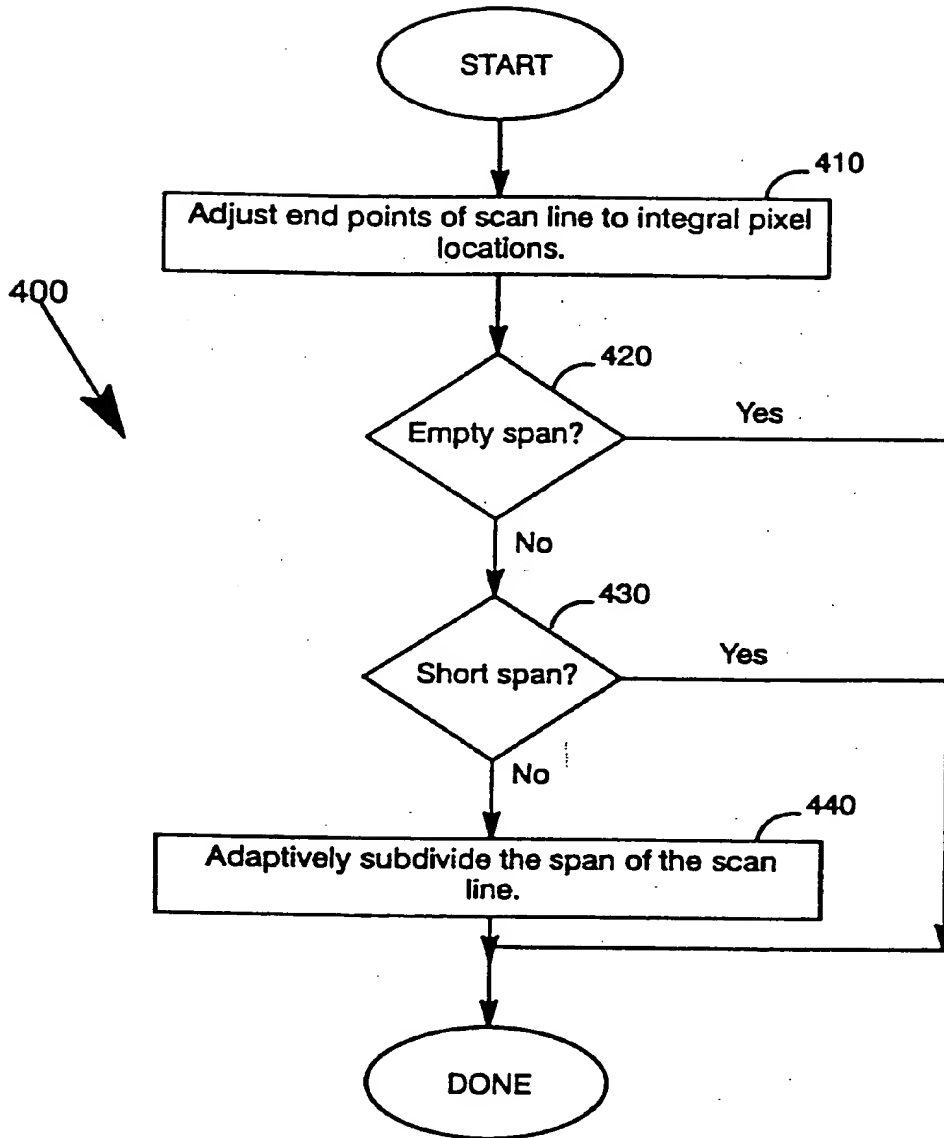 START
410
Adjust end points of scan line to integral pixel
locations.
400
420
Empty span?
Yes
No
430
Short span?
Yes
No
440
Adaptively subdivide the span of the scan
line.
DONE